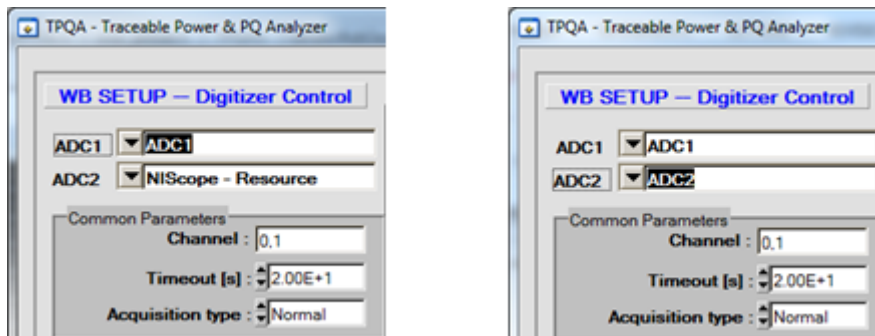 TPQA - Traceable Power & PQ Analyzer
WB SETUP — Digitizer Control
ADC1 ADC1
ADC2 NIScope - Resource
Common Parameters
Channel : 0,1
Timeout [s] : 2.00E+1
Acquisition type : Normal
TPQA - Traceable Power & PQ Analyzer
WB SETUP — Digitizer Control
ADC1 ADC1
ADC2 ADC2
Common Parameters
Channel : 0,1
Timeout [s] : 2.00E+1
Acquisition type : Normal